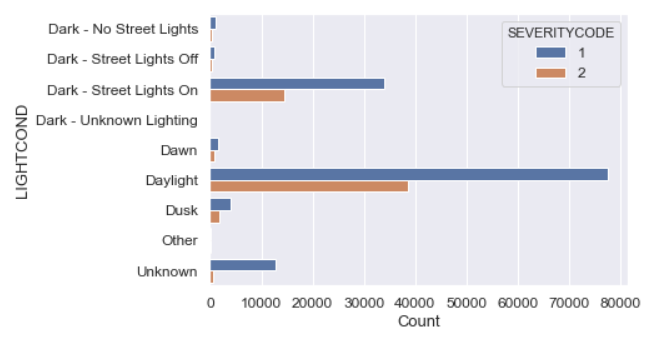 Dark - No Street Lights
Dark - Street Lights Off
Dark - Street Lights On
Dark - Unknown Lighting
Dawn
Daylight
Dusk
Other
Unknown
LIGHTCOND
SEVERITYCODE
1
2
0 10000 20000 30000 40000 50000 60000 70000 80000
Count